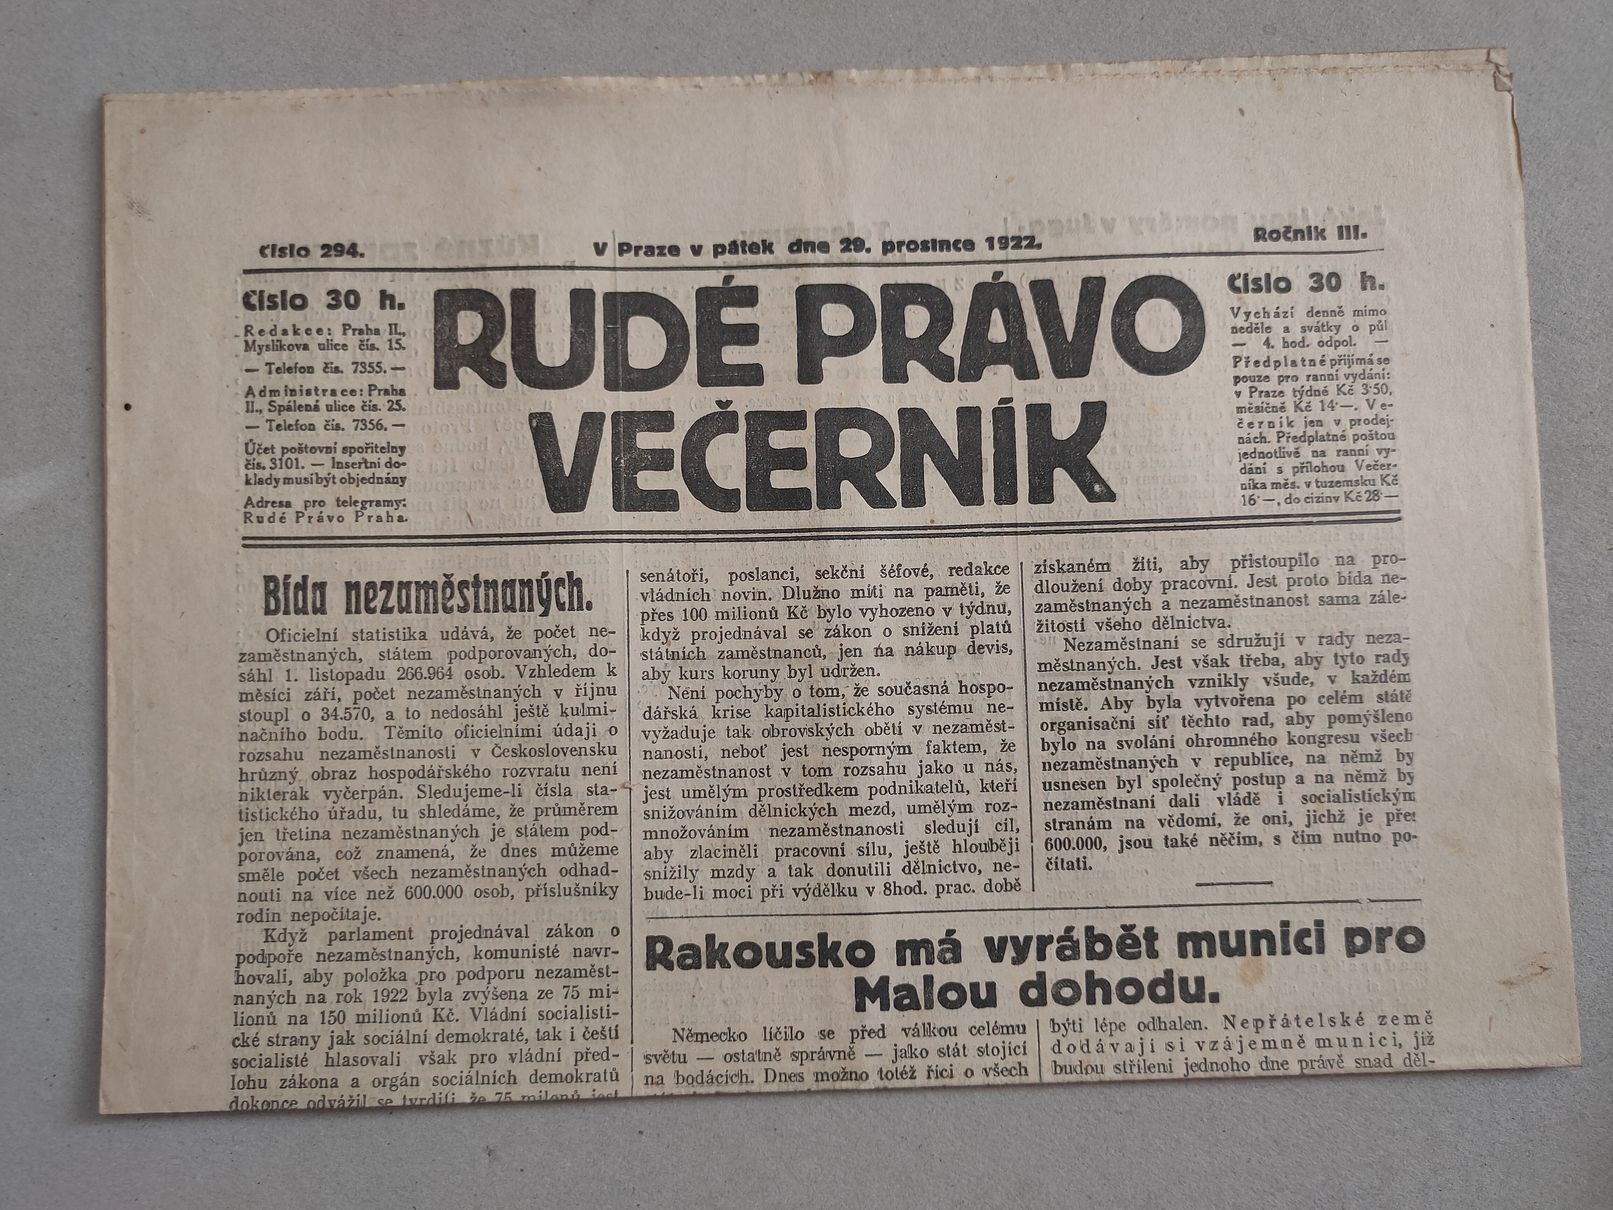 Číslo 294.
V Praze v pátek dne 29. prosince 1922.
Ročník III.
Číslo 30 h.
Redakce: Praha II.,
Myslíkova ulice čís. 15.
— Telefon čís. 7355. —
Administrace: Praha
II., Spálená ulice čís. 25.
— Telefon čís. 7356. —
Účet poštovní spořitelny
čís. 3101. — Insertní do-
klady musí být objednány
Adresa pro telegramy:
Rudé Právo Praha.
RUDÉ PRÁVO
VEČERNÍK
Číslo 30 h.
Vychází denně mimo
neděle a svátky o půl
— 4. hod. odpol. —
Předplatné přijímá se
pouze pro ranní vydání:
v Praze týdně Kč 3·50,
měsíčně Kč 14·—. Ve-
černík jen v prodej-
nách. Předplatné poštou
jednotlivě na ranní vy-
dání s přílohou Večer-
níka měs. v tuzemsku Kč
16·—, do ciziny Kč 28·—
Bída nezaměstnaných.
Oficielní statistika udává, že počet ne-
zaměstnaných, státem podporovaných, do-
sáhl 1. listopadu 266.964 osob. Vzhledem k
měsíci září, počet nezaměstnaných v říjnu
stoupl o 34.570, a to nedosáhl ještě kulmi-
načního bodu. Těmito oficielními údaji o
rozsahu nezaměstnanosti v Československu
hrůzný obraz hospodářského rozvratu není
nikterak vyčerpán. Sledujeme-li čísla sta-
tistického úřadu, tu shledáme, že průměrem
jen třetina nezaměstnaných je státem pod-
porována, což znamená, že dnes můžeme
směle počet všech nezaměstnaných odhad-
nouti na více než 600.000 osob, příslušníky
rodin nepočítaje.
Když parlament projednával zákon o
podpoře nezaměstnaných, komunisté navr-
hovali, aby položka pro podporu nezaměst-
naných na rok 1922 byla zvýšena ze 75 mi-
lionů na 150 milionů Kč. Vládní socialisti-
cké strany jak sociální demokraté, tak i čeští
socialisté hlasovali však pro vládní před-
lohu zákona a orgán sociálních demokratů
dokonce odvážil se tvrditi, že 75 milonů jest
senátoři, poslanci, sekční šéfové, redakce
vládních novin. Dlužno míti na paměti, že
přes 100 milionů Kč bylo vyhozeno v týdnu,
když projednával se zákon o snížení platů
státních zaměstnanců, jen na nákup devis,
aby kurs koruny byl udržen.
Není pochyby o tom, že současná hospo-
dářská krise kapitalistického systému ne-
vyžaduje tak obrovských obětí v nezaměst-
nanosti, neboť jest nesporným faktem, že
nezaměstnanost v tom rozsahu jako u nás,
jest umělým prostředkem podnikatelů, kteří
snižováním dělnických mezd, umělým roz-
množováním nezaměstnanosti sledují cíl,
aby zlacinĕli pracovní sílu, ještě hlouběji
snížily mzdy a tak donutili dělnictvo, ne-
bude-li moci při výdělku v 8hod. prac. době
získaném žíti, aby přistoupilo na pro-
dloužení doby pracovní. Jest proto bída ne-
zaměstnaných a nezaměstnanost sama zále-
žitostí všeho dělnictva.
Nezaměstnaní se sdružují v rady neza-
městnaných. Jest však třeba, aby tyto rady
nezaměstnaných vznikly všude, v každém
místě. Aby byla vytvořena po celém státě
organisační síť těchto rad, aby pomýšleno
bylo na svolání ohromného kongresu všech
nezaměstnaných v republice, na němž by
usnesen byl společný postup a na němž by
nezaměstnaní dali vládě i socialistickým
stranám na vědomí, že oni, jichž je přes
600.000, jsou také něčím, s čím nutno po-
čítati.
Rakousko má vyrábět munici pro
Malou dohodu.
Německo líčilo se před válkou celému
světu — ostatně správně — jako stát stojící
na bodácích. Dnes možno totéž říci o všech
býti lépe odhalen. Nepřátelské země
dodávají si vzájemně munici, již
budou stříleni jednoho dne právě snad děl-